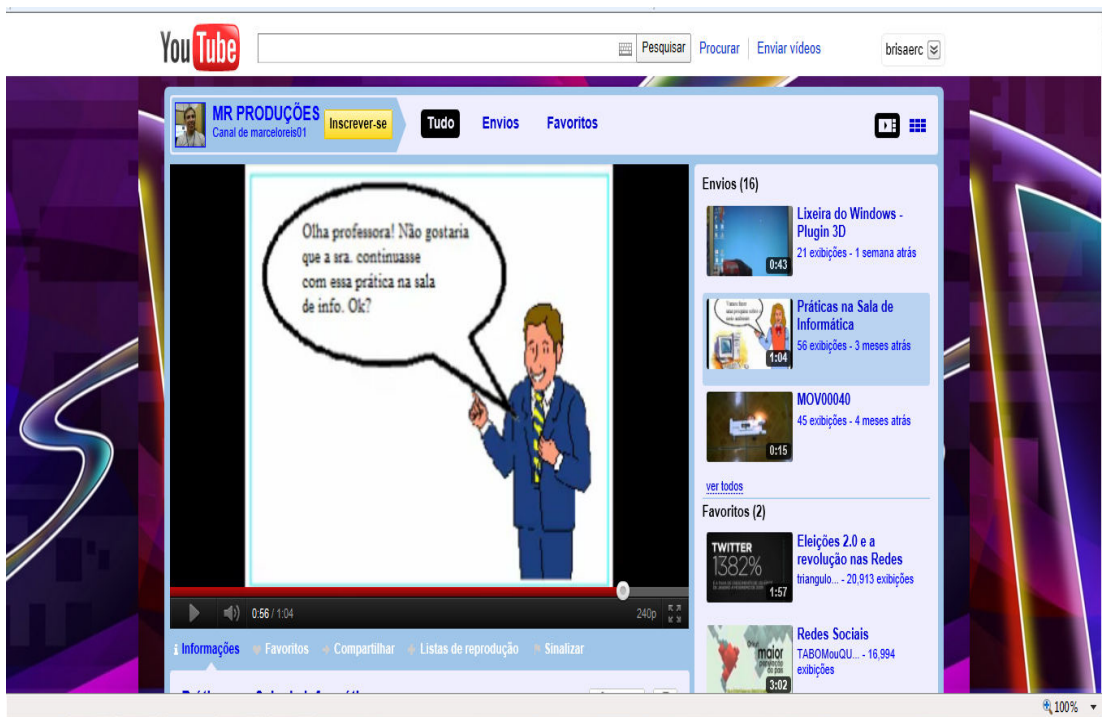 YouTube
Pesquisar
Procurar
Enviar vídeos
brisaerc
MR PRODUÇÕES
Canal de marceloreis01
Inscrever-se
Tudo
Envios
Favoritos
Olha professora! Não gostaria
que a sra. continuasse
com essa prática na sala
de info. Ok?
0:56 / 1:04
240p
Informações
Favoritos
Compartilhar
Listas de reprodução
Sinalizar
Envios (16)
0:43
Lixeira do Windows -
Plugin 3D
21 exibições - 1 semana atrás
1:04
Práticas na Sala de
Informática
56 exibições - 3 meses atrás
0:15
MOV00040
45 exibições - 4 meses atrás
ver todos
Favoritos (2)
TWITTER
1382%
1:57
Eleições 2.0 e a
revolução nas Redes
triangulo... - 20,913 exibições
maior
3:02
Redes Sociais
TABOMouQU... - 16,994
exibições
100%